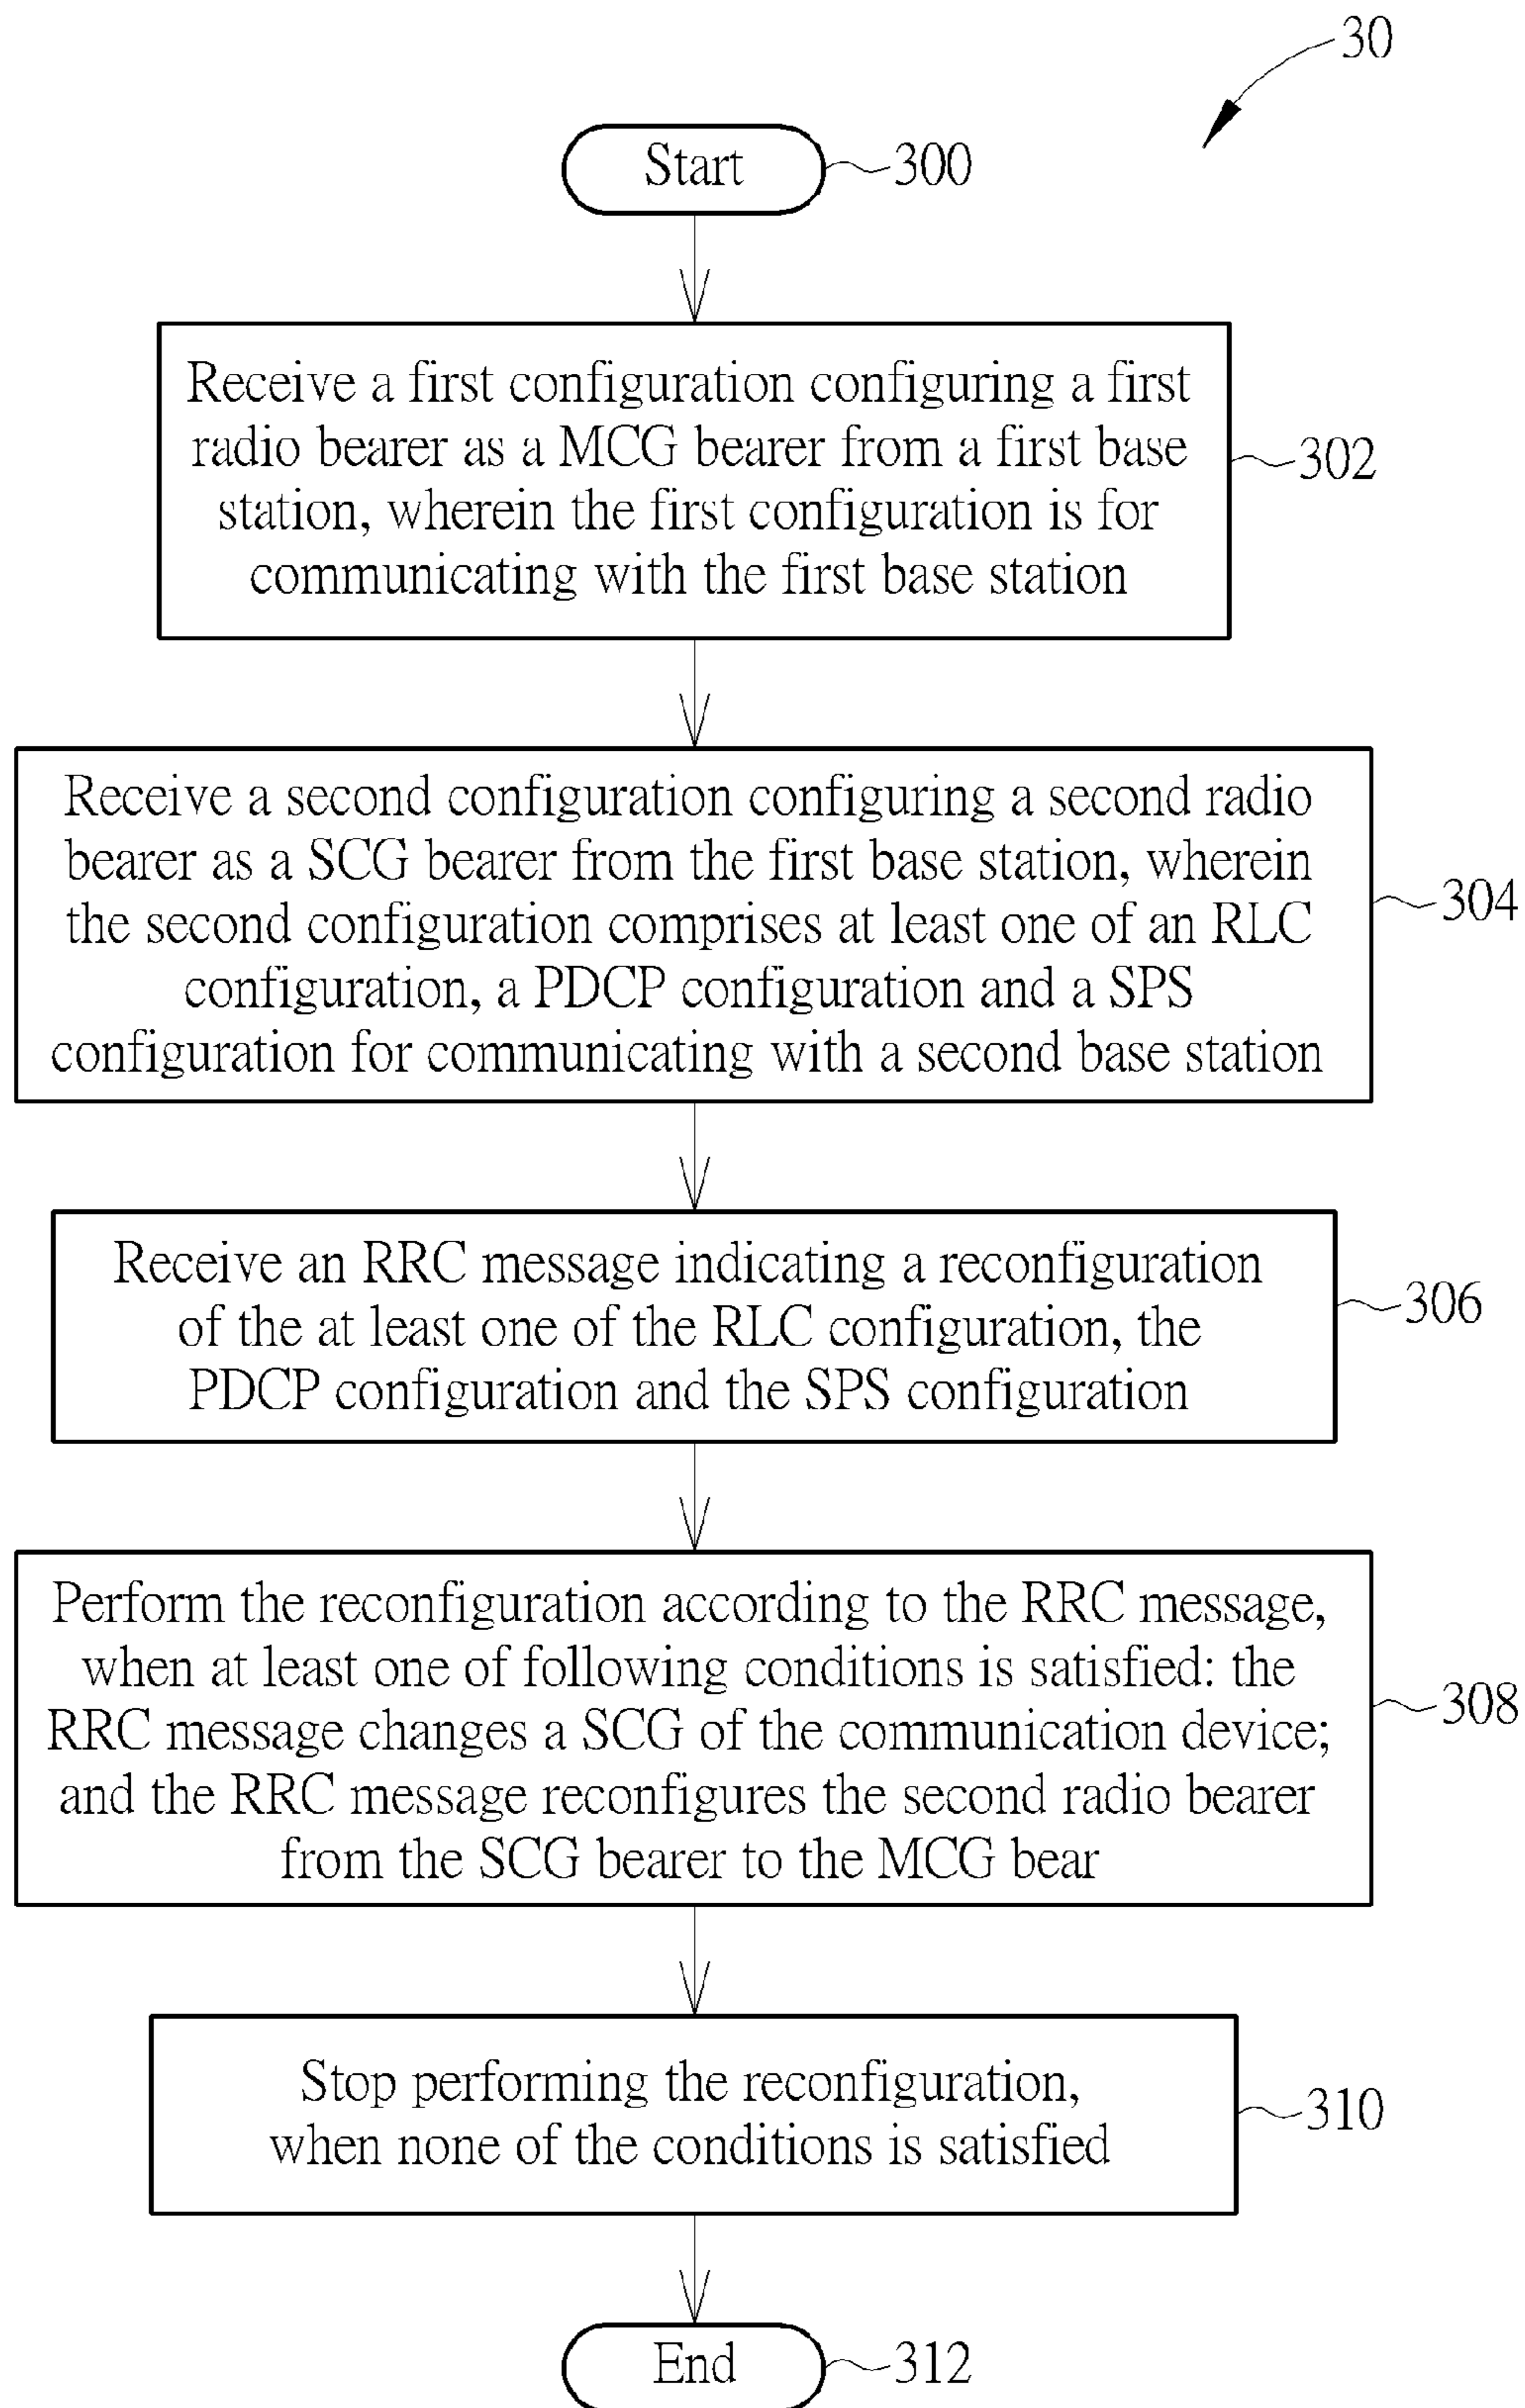 30
Start
300
Receive a first configuration configuring a first
radio bearer as a MCG bearer from a first base
station, wherein the first configuration is for
communicating with the first base station
302
Receive a second configuration configuring a second radio
bearer as a SCG bearer from the first base station, wherein
the second configuration comprises at least one of an RLC
configuration, a PDCP configuration and a SPS
configuration for communicating with a second base station
304
Receive an RRC message indicating a reconfiguration
of the at least one of the RLC configuration, the
PDCP configuration and the SPS configuration
306
Perform the reconfiguration according to the RRC message,
when at least one of following conditions is satisfied: the
RRC message changes a SCG of the communication device;
and the RRC message reconfigures the second radio bearer
from the SCG bearer to the MCG bear
308
Stop performing the reconfiguration,
when none of the conditions is satisfied
310
End
312